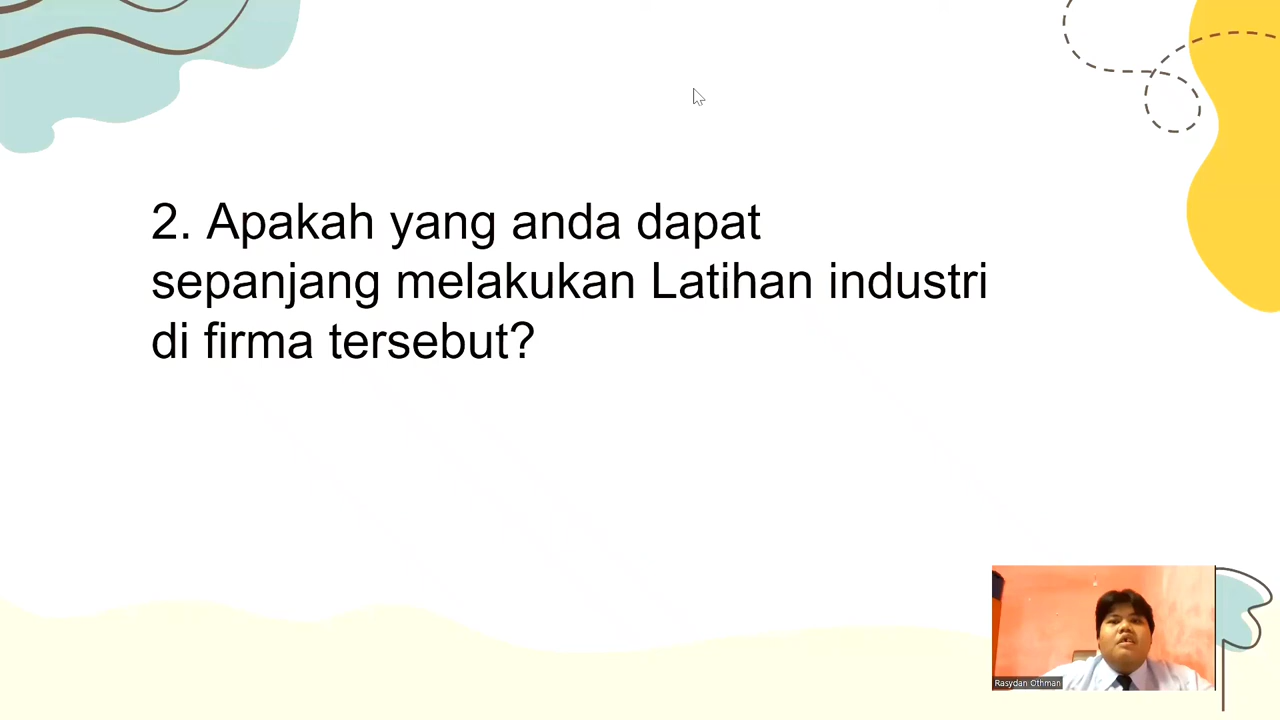 2. Apakah yang anda dapat
sepanjang melakukan Latihan industri
di firma tersebut?
Rasydan Othman